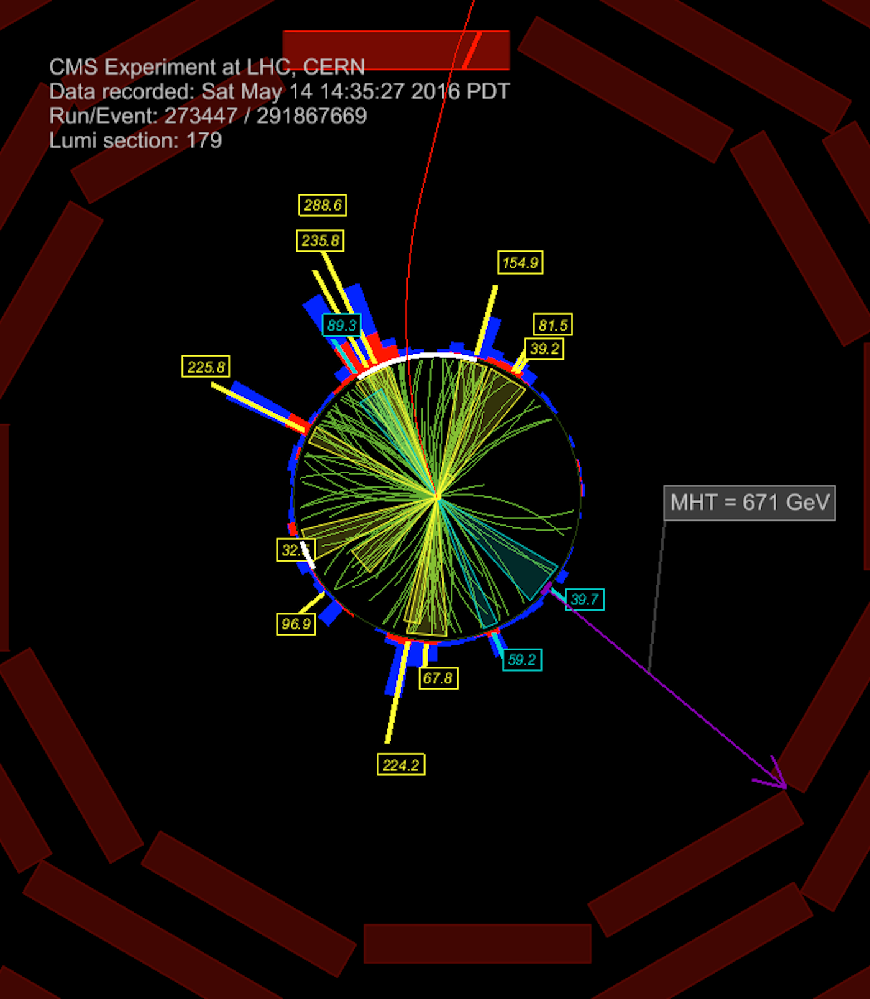 CMS Experiment at LHC, CERN
Data recorded: Sat May 14 14:35:27 2016 PDT
Run/Event: 273447 / 291867669
Lumi section: 179
288.6
235.8
154.9
89.3
81.5
39.2
225.8
MHT = 671 GeV
39.7
96.9
59.2
67.8
224.2